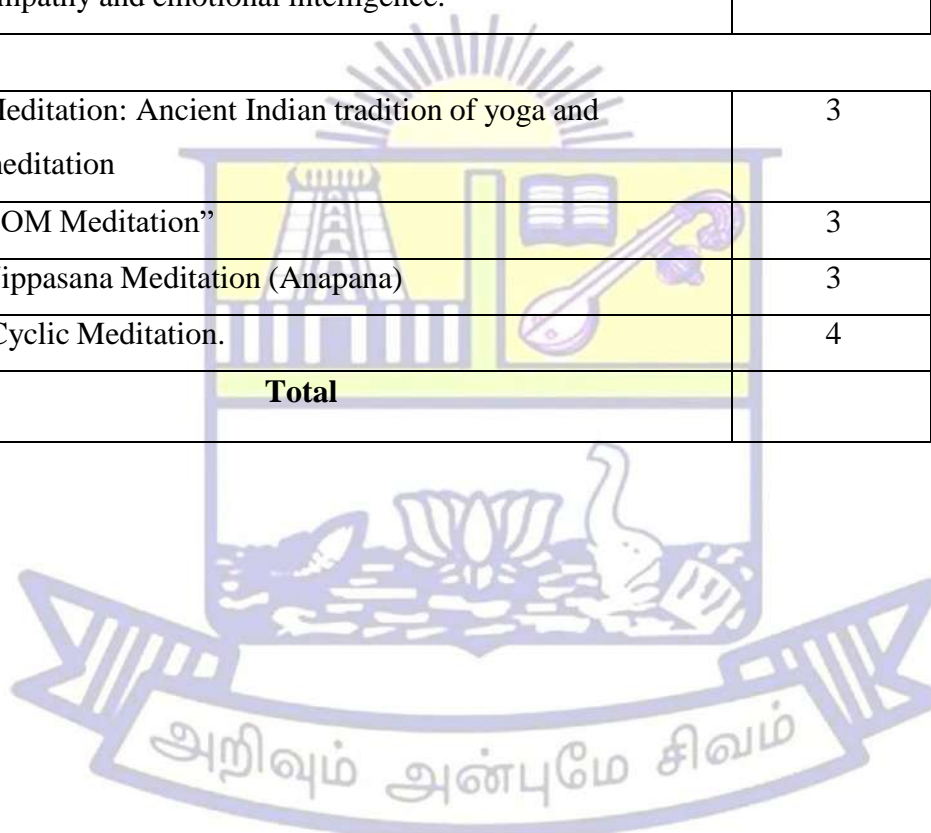 mpathy and emotional intelligence.
Meditation: Ancient Indian tradition of yoga and 3
meditation
OM Meditation” 3
Vippasana Meditation (Anapana) 3
Cyclic Meditation. 4
Total
அறிவும் அன்புமே சிவம்